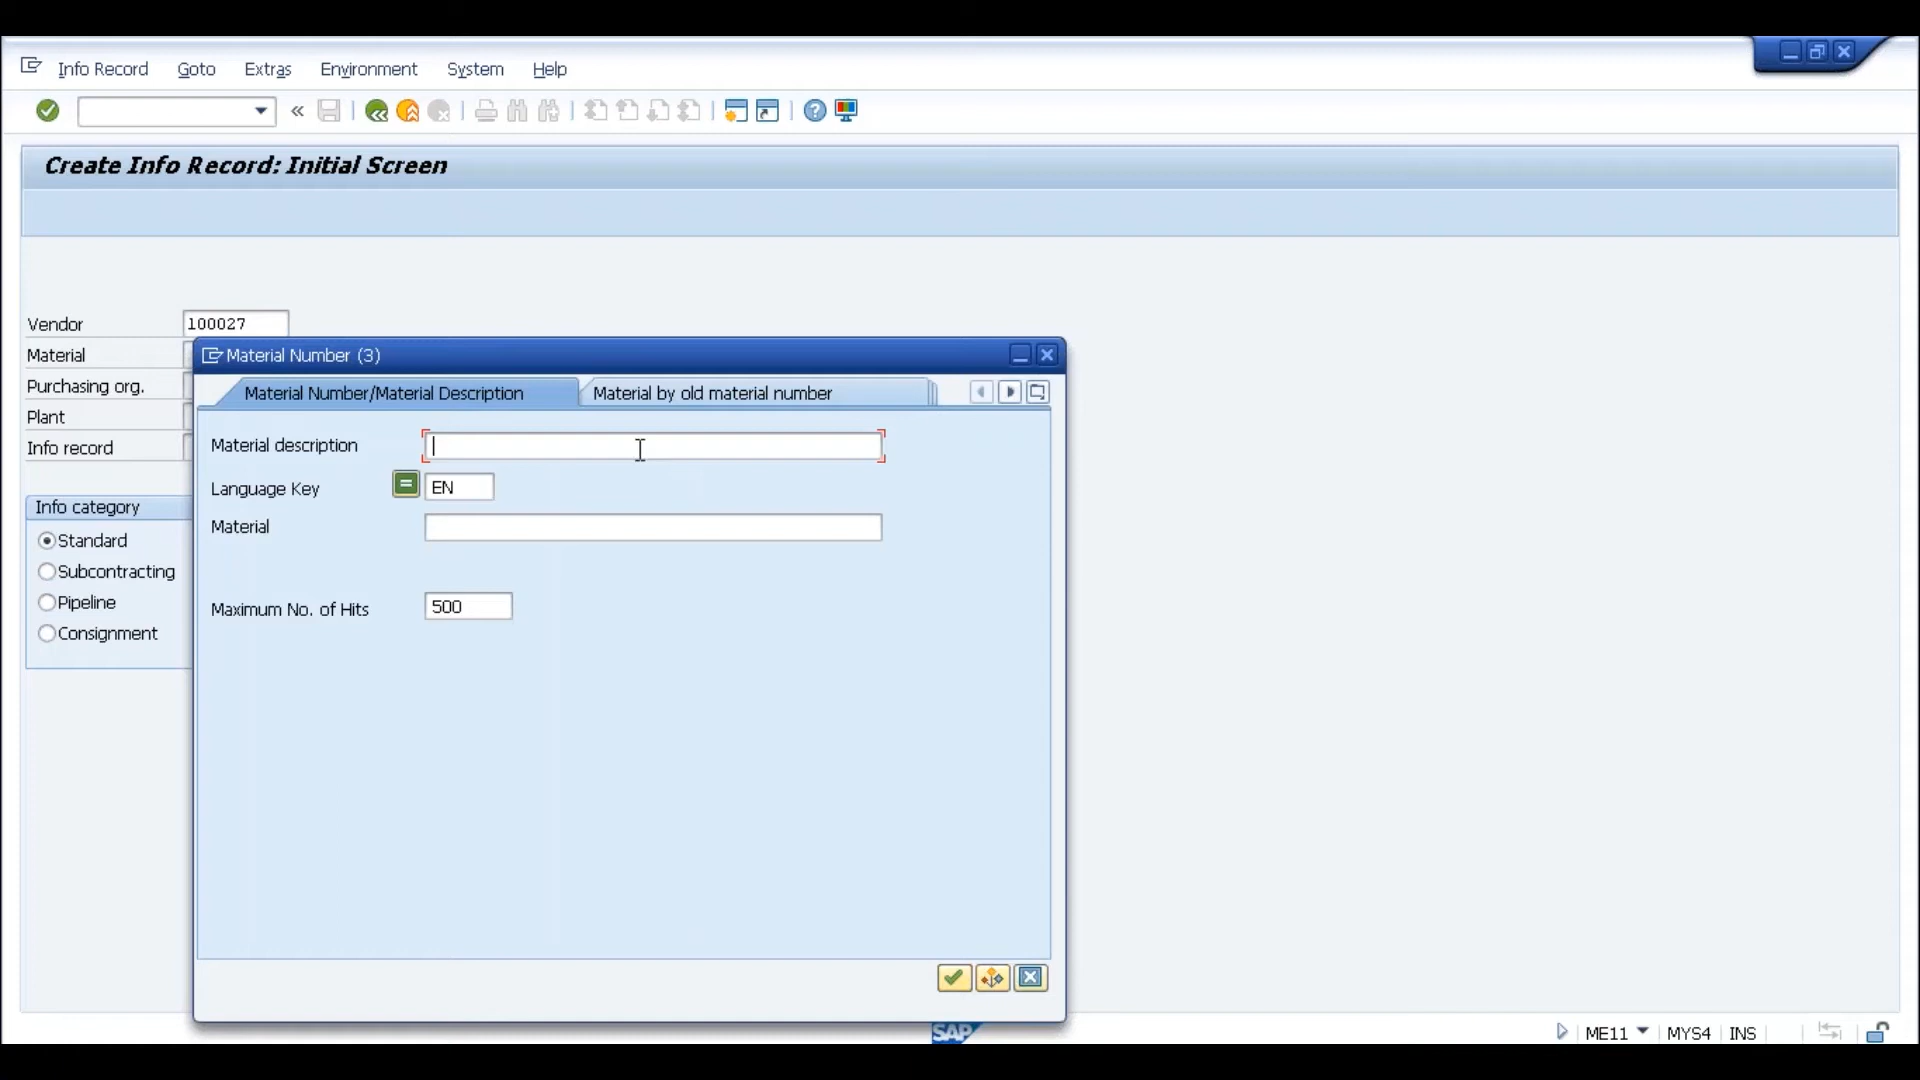 Info Record Goto Extras Environment System Help
Create Info Record: Initial Screen
Vendor 100027
Material
Purchasing org.
Plant
Info record
Info category
Standard
Subcontracting
Pipeline
Consignment
Material Number (3)
Material Number/Material Description Material by old material number
Material description
Language Key = EN
Material
Maximum No. of Hits 500
SAP
ME11 MYS4 INS